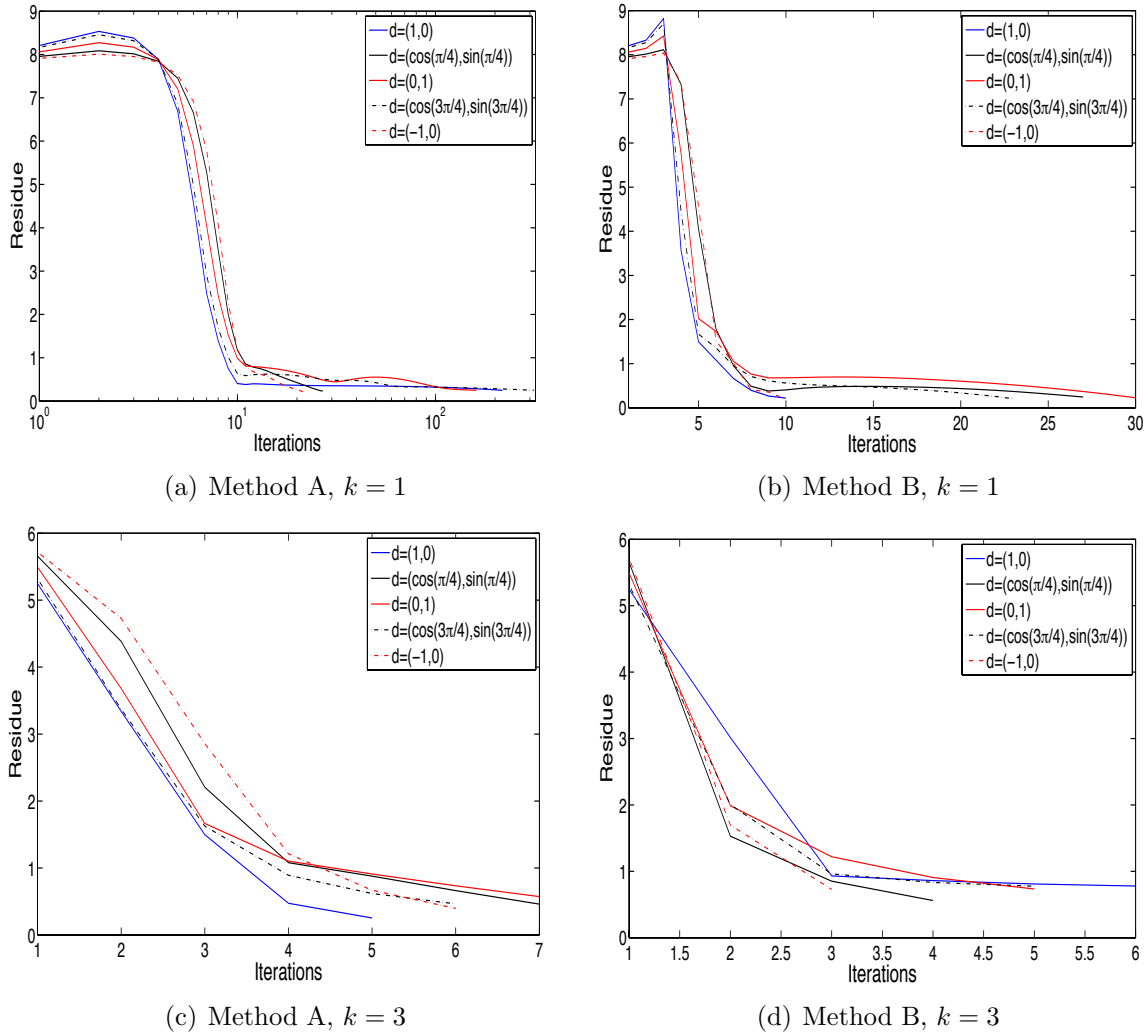 9
8
7
6
5
4
3
2
1
0
Residue
10^0
10^1
10^2
Iterations
d=(1,0)
d=(cos(π/4),sin(π/4))
d=(0,1)
d=(cos(3π/4),sin(3π/4))
d=(-1,0)
(a) Method A, k = 1
9
8
7
6
5
4
3
2
1
0
Residue
5
10
15
20
25
30
Iterations
d=(1,0)
d=(cos(π/4),sin(π/4))
d=(0,1)
d=(cos(3π/4),sin(3π/4))
d=(-1,0)
(b) Method B, k = 1
6
5
4
3
2
1
0
Residue
1
2
3
4
5
6
7
Iterations
d=(1,0)
d=(cos(π/4),sin(π/4))
d=(0,1)
d=(cos(3π/4),sin(3π/4))
d=(-1,0)
(c) Method A, k = 3
6
5
4
3
2
1
0
Residue
1
1.5
2
2.5
3
3.5
4
4.5
5
5.5
6
Iterations
d=(1,0)
d=(cos(π/4),sin(π/4))
d=(0,1)
d=(cos(3π/4),sin(3π/4))
d=(-1,0)
(d) Method B, k = 3